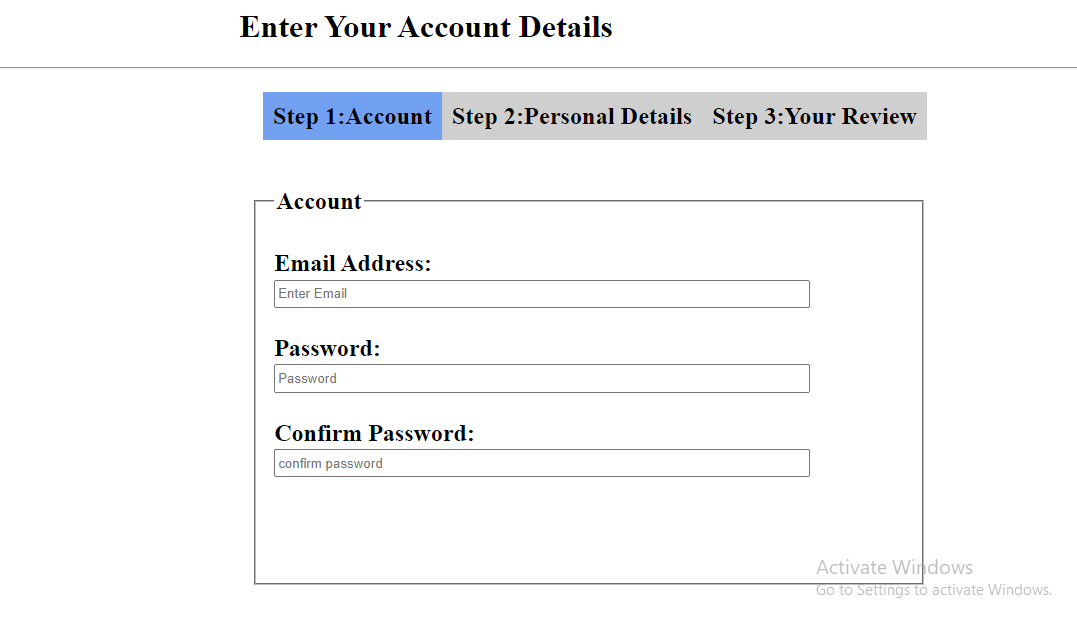 Enter Your Account Details
Step 1:Account Step 2:Personal Details Step 3:Your Review
Account
Email Address:
Enter Email
Password:
Password
Confirm Password:
confirm password
Activate Windows
Go to Settings to activate Windows.